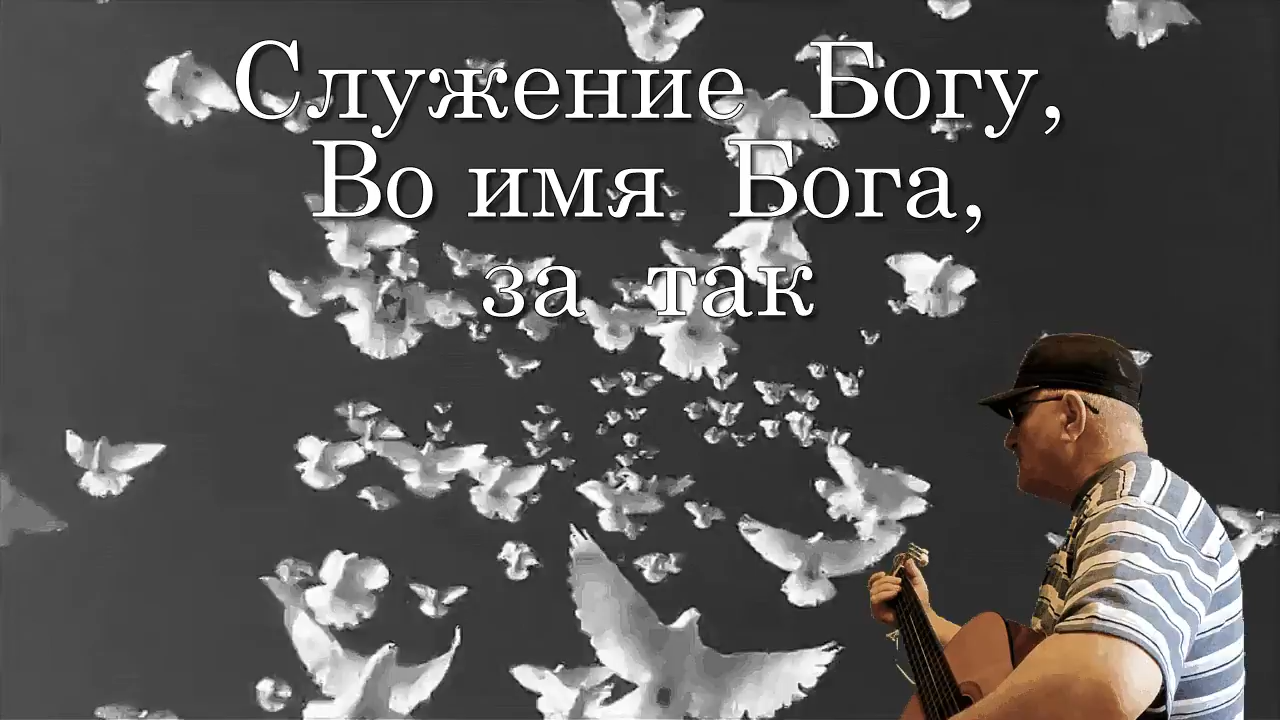 Служение Богу,
Во имя Бога,
за так